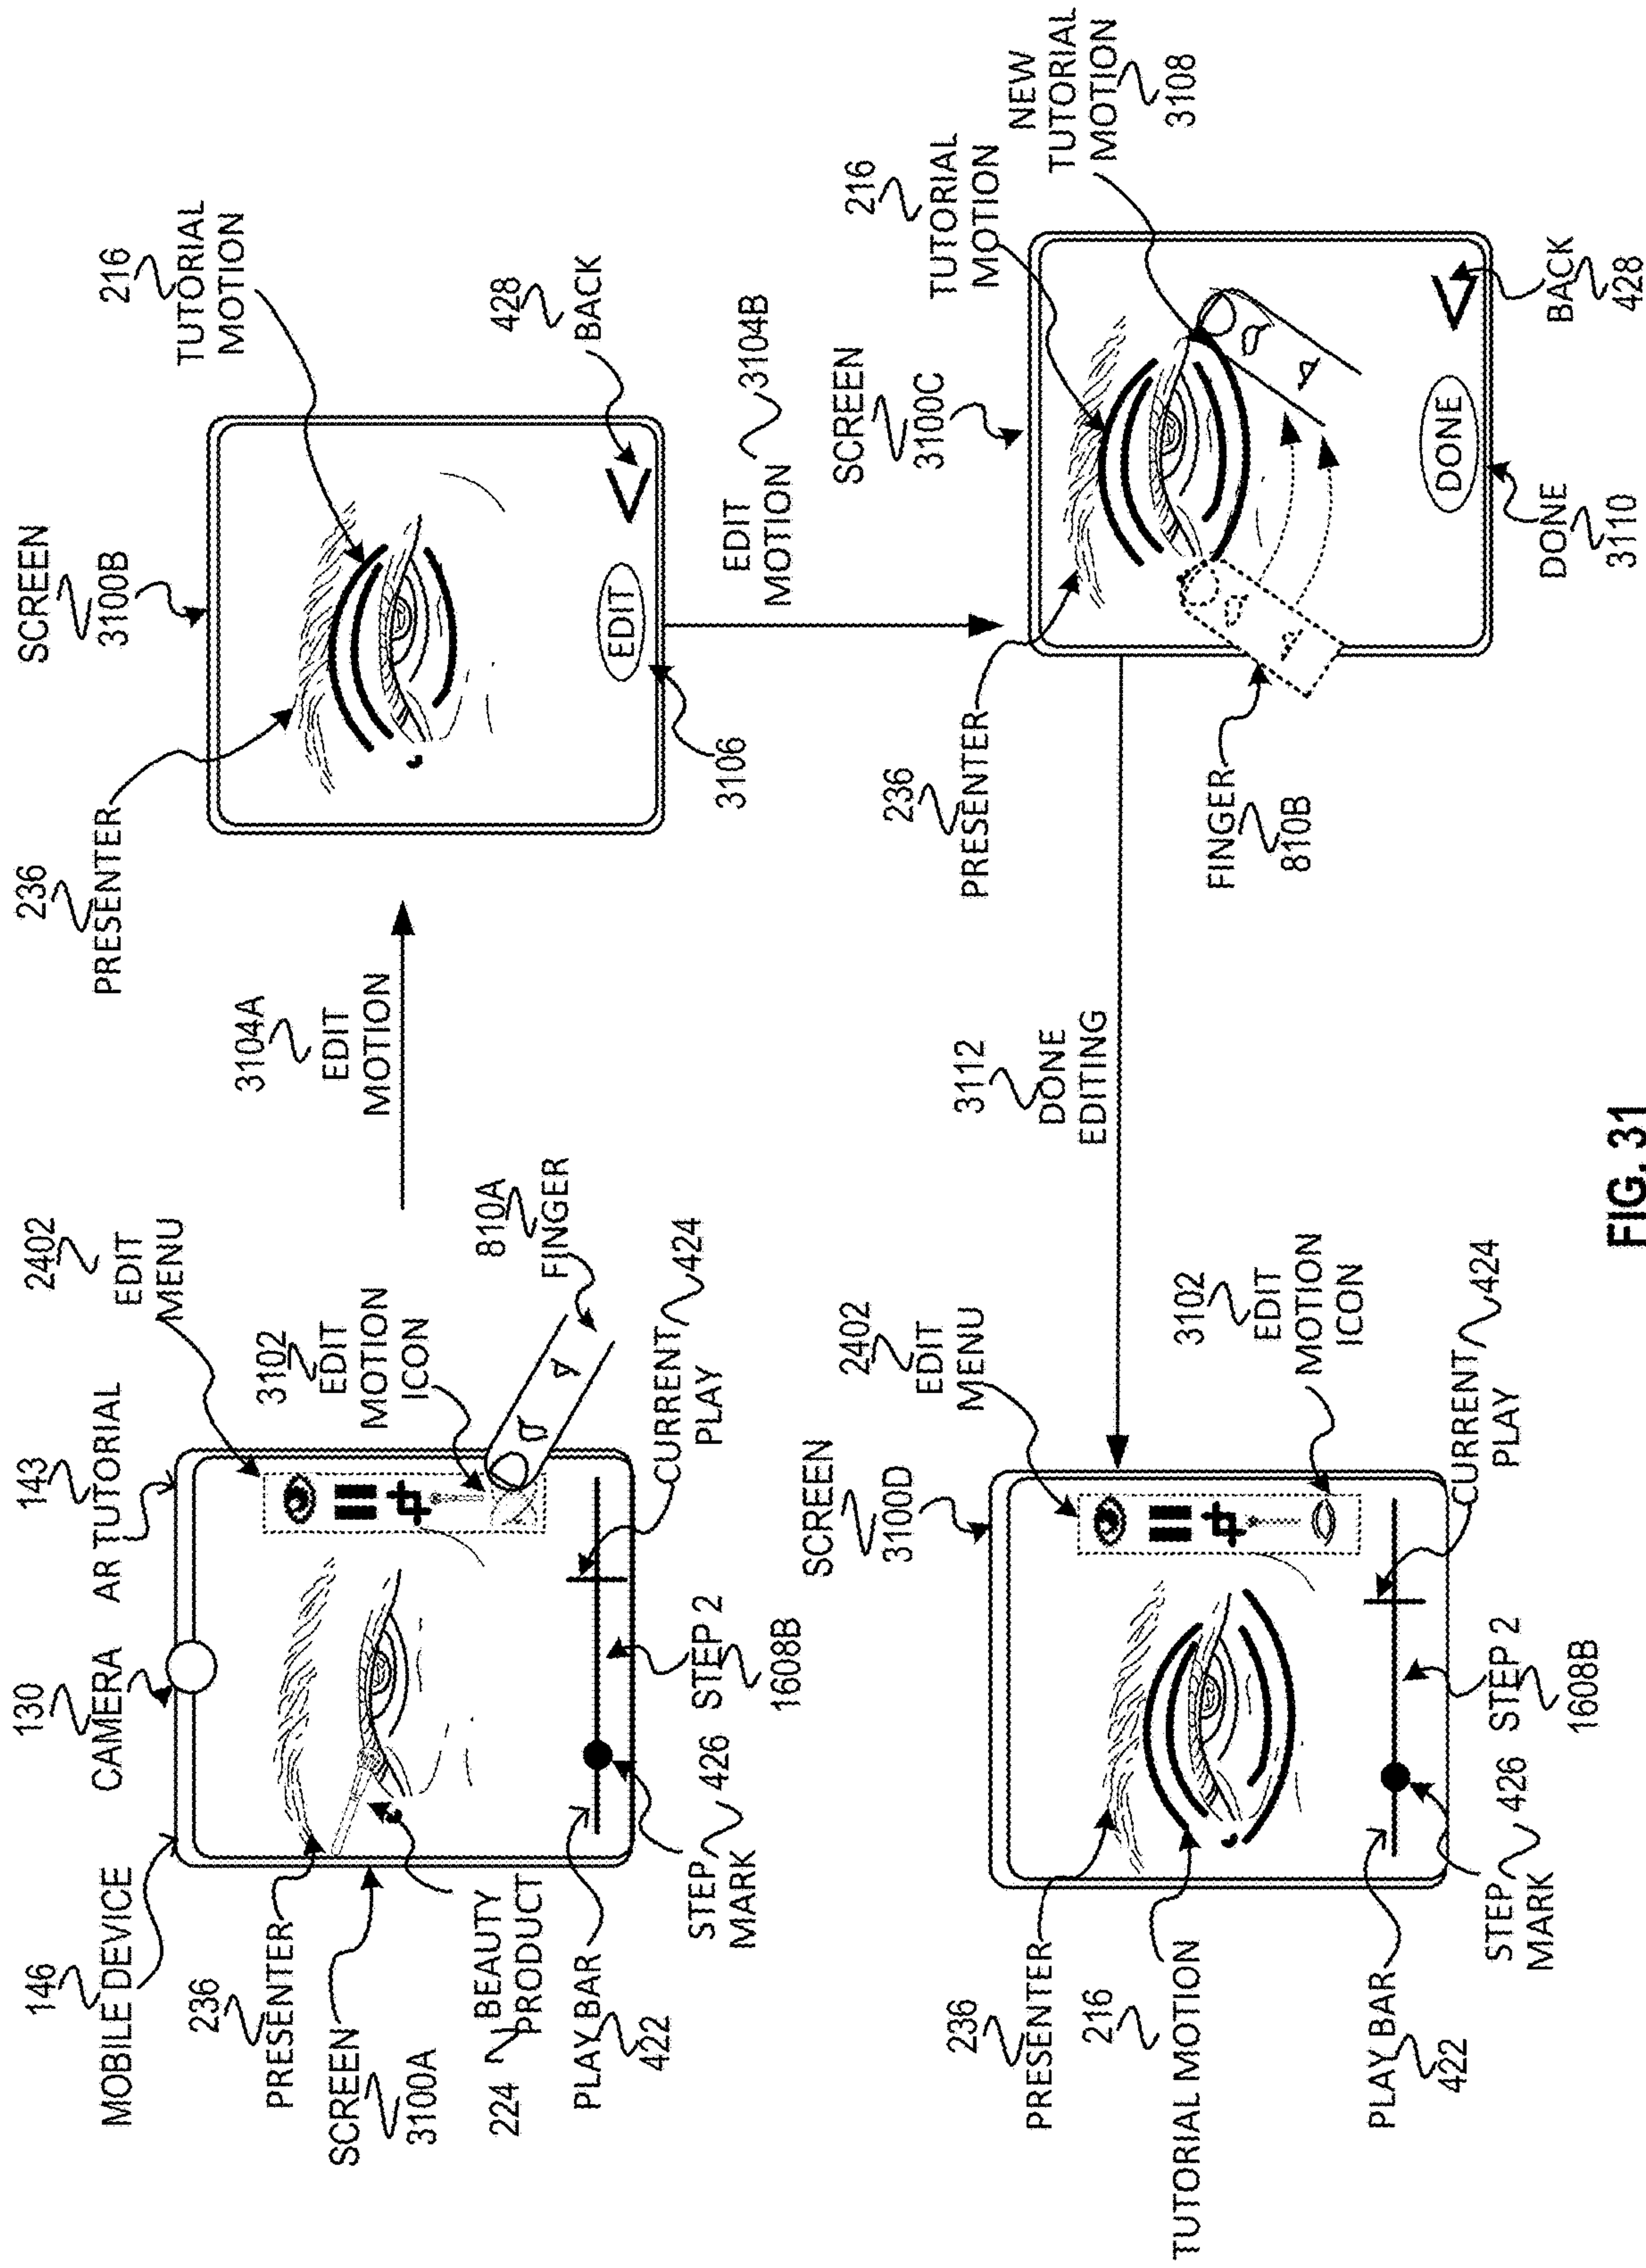 146
MOBILE DEVICE
130
CAMERA
143
AR TUTORIAL
2402
EDIT
MENU
236
PRESENTER
SCREEN
3100A
224
BEAUTY
PRODUCT
PLAY BAR
422
STEP
MARK
426
STEP 2
1608B
CURRENT
PLAY
424
3102
EDIT
MOTION
ICON
810A
FINGER
3104A
EDIT
MOTION
236
PRESENTER
SCREEN
3100B
216
TUTORIAL
MOTION
EDIT
3106
428
BACK
EDIT
MOTION
3104B
SCREEN
3100D
2402
EDIT
MENU
236
PRESENTER
216
TUTORIAL MOTION
PLAY BAR
422
STEP
MARK
426
STEP 2
1608B
CURRENT
PLAY
424
3102
EDIT
MOTION
ICON
3112
DONE
EDITING
236
PRESENTER
SCREEN
3100C
216
TUTORIAL
MOTION
NEW
TUTORIAL
MOTION
3108
FINGER
810B
DONE
DONE
3110
BACK
428
FIG. 31